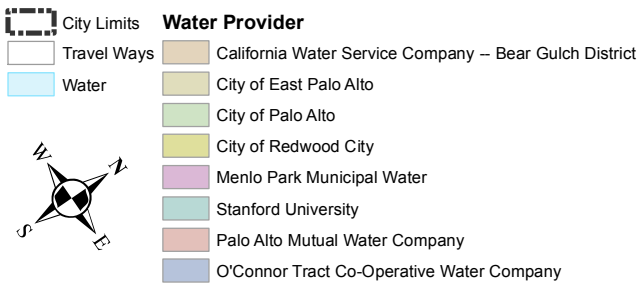 City Limits
Travel Ways
Water
Water Provider
California Water Service Company -- Bear Gulch District
City of East Palo Alto
City of Palo Alto
City of Redwood City
Menlo Park Municipal Water
Stanford University
Palo Alto Mutual Water Company
O'Connor Tract Co-Operative Water Company
W
N
S
E